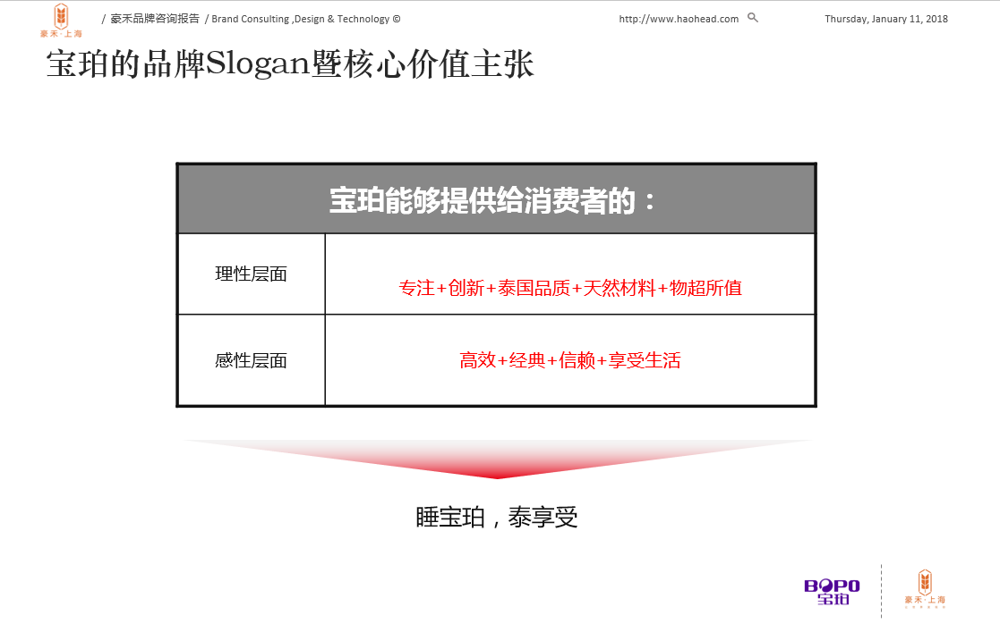 豪禾·上海
/ 豪禾品牌咨询报告 / Brand Consulting ,Design & Technology ©
http://www.haohead.com
Thursday, January 11, 2018
宝珀的品牌Slogan暨核心价值主张
宝珀能够提供给消费者的：
理性层面
专注+创新+泰国品质+天然材料+物超所值
感性层面
高效+经典+信赖+享受生活
睡宝珀，泰享受
BOPO
宝珀
豪禾·上海